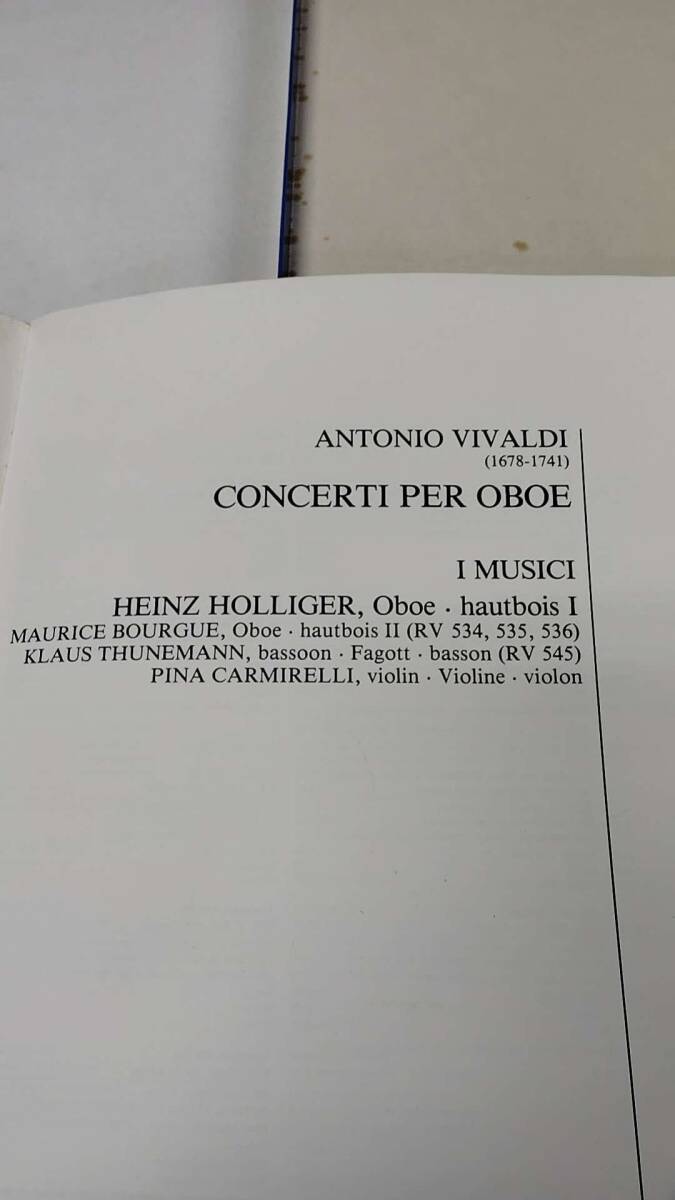 ANTONIO VIVALDI
(1678-1741)
CONCERTI PER OBOE
I MUSICI
HEINZ HOLLIGER, Oboe · hautbois I
MAURICE BOURGUE, Oboe · hautbois II (RV 534, 535, 536)
KLAUS THUNEMANN, bassoon · Fagott · basson (RV 545)
PINA CARMIRELLI, violin · Violine · violon